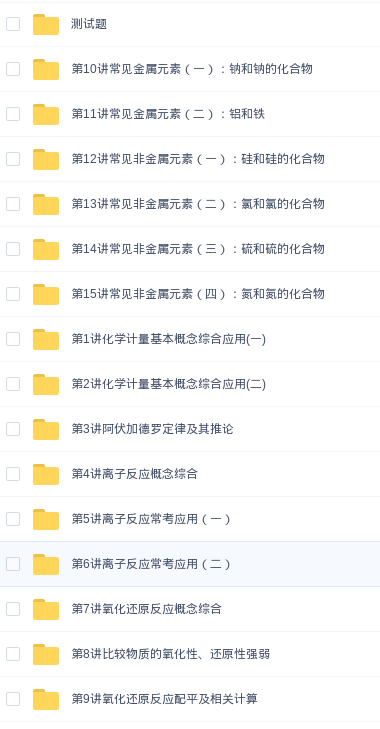 测试题
第10讲常见金属元素（一）：钠和钠的化合物
第11讲常见金属元素（二）：铝和铁
第12讲常见非金属元素（一）：硅和硅的化合物
第13讲常见非金属元素（二）：氯和氯的化合物
第14讲常见非金属元素（三）：硫和硫的化合物
第15讲常见非金属元素（四）：氮和氮的化合物
第1讲化学计量基本概念综合应用(一)
第2讲化学计量基本概念综合应用(二)
第3讲阿伏加德罗定律及其推论
第4讲离子反应概念综合
第5讲离子反应常考应用（一）
第6讲离子反应常考应用（二）
第7讲氧化还原反应概念综合
第8讲比较物质的氧化性、还原性强弱
第9讲氧化还原反应配平及相关计算